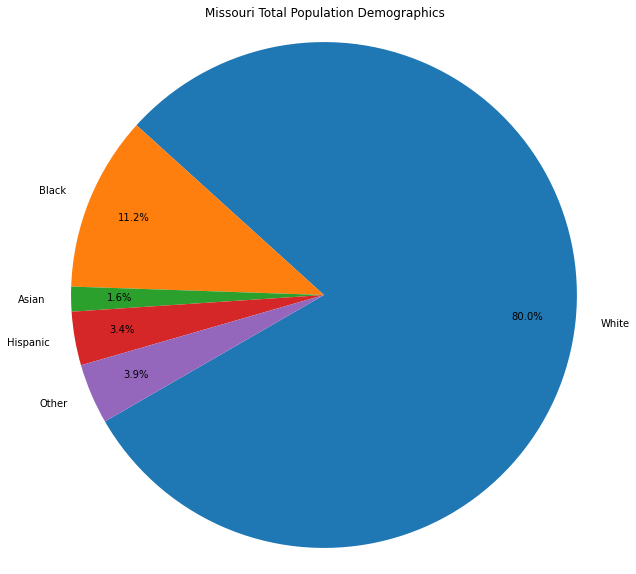 Missouri Total Population Demographics
Black
11.2%
Asian
1.6%
Hispanic
3.4%
Other
3.9%
80.0%
White